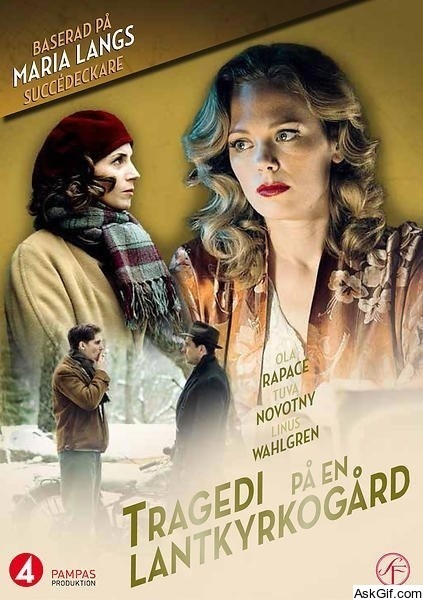 BASERAD PÅ
MARIA LANGS
SUCCÉDECKARE
OLA
RAPACE
TUVA
NOVOTNY
LINUS
WAHLGREN
TRAGEDI PÅ EN
LANTKYRKOGÅRD
4
PAMPAS
PRODUKTION
SF
AskGif.com